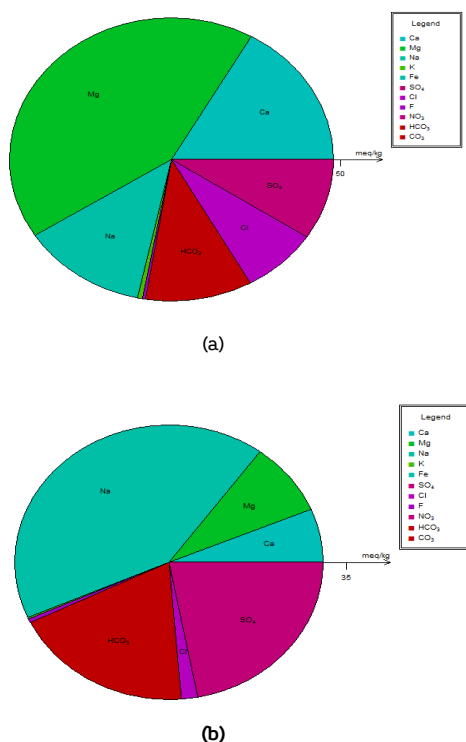 Legend
Ca
Mg
Na
K
Fe
SO₄
Cl
F
NO₃
HCO₃
CO₃
Mg
Ca
meq/kg
50
SO₄
Cl
Na
HCO₃
(a)
Legend
Ca
Mg
Na
K
Fe
SO₄
Cl
F
NO₃
HCO₃
CO₃
Na
Mg
Ca
meq/kg
35
SO₄
HCO₃
Cl
(b)